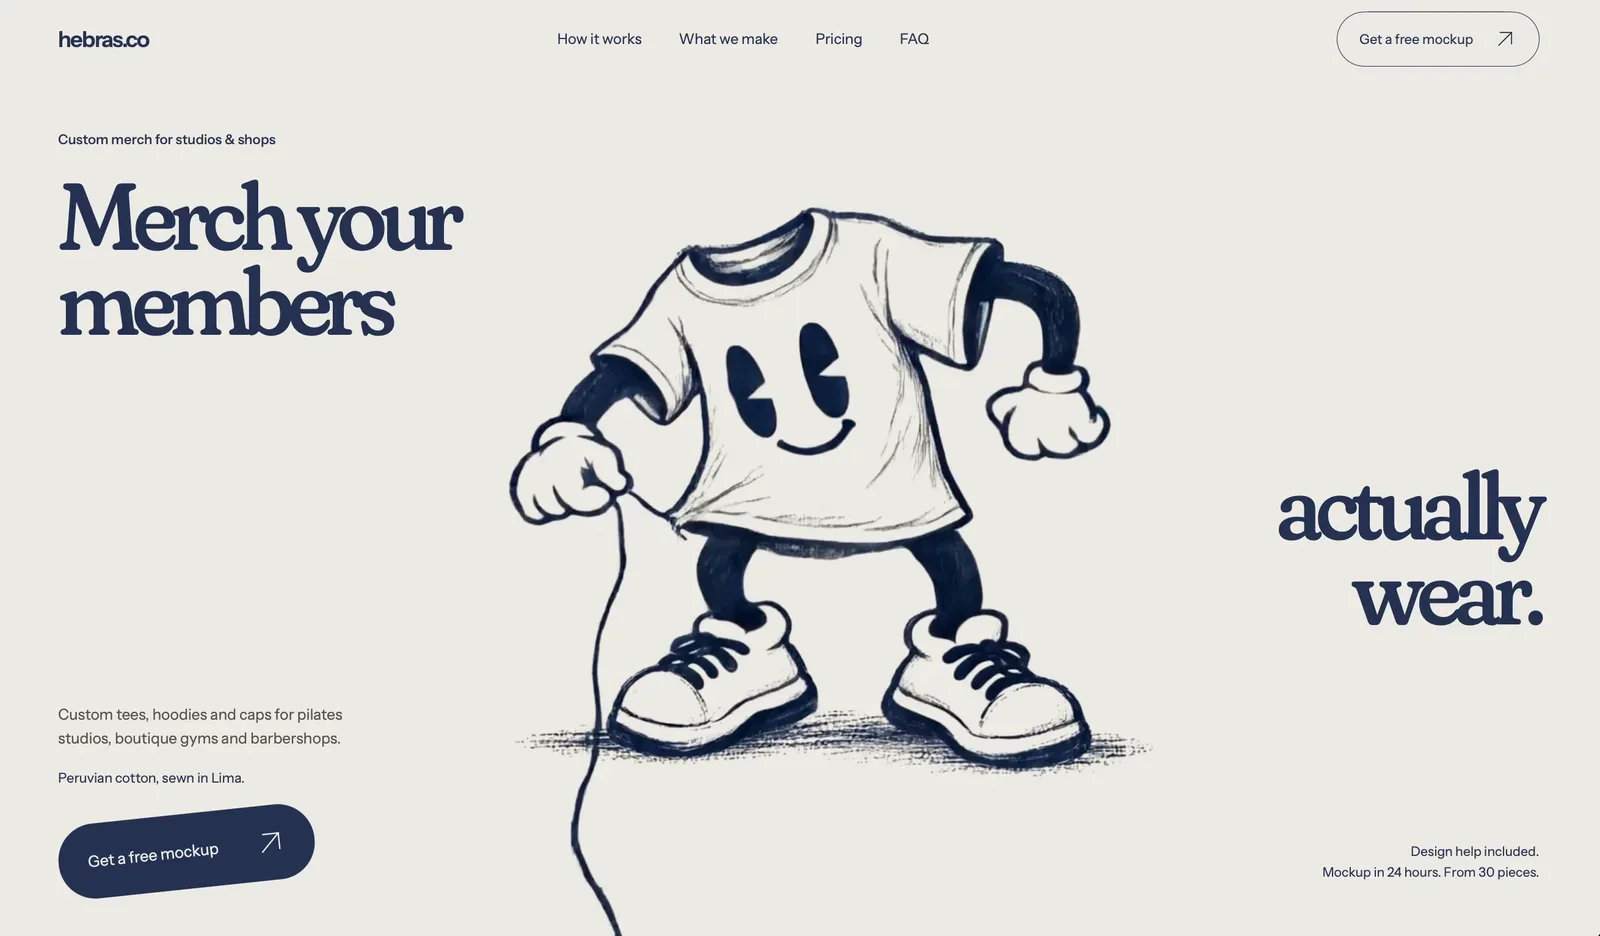 hebras.co
How it works
What we make
Pricing
FAQ
Get a free mockup
Custom merch for studios & shops
Merch your
members
actually
wear.
Custom tees, hoodies and caps for pilates
studios, boutique gyms and barbershops.
Peruvian cotton, sewn in Lima.
Get a free mockup
Design help included.
Mockup in 24 hours. From 30 pieces.